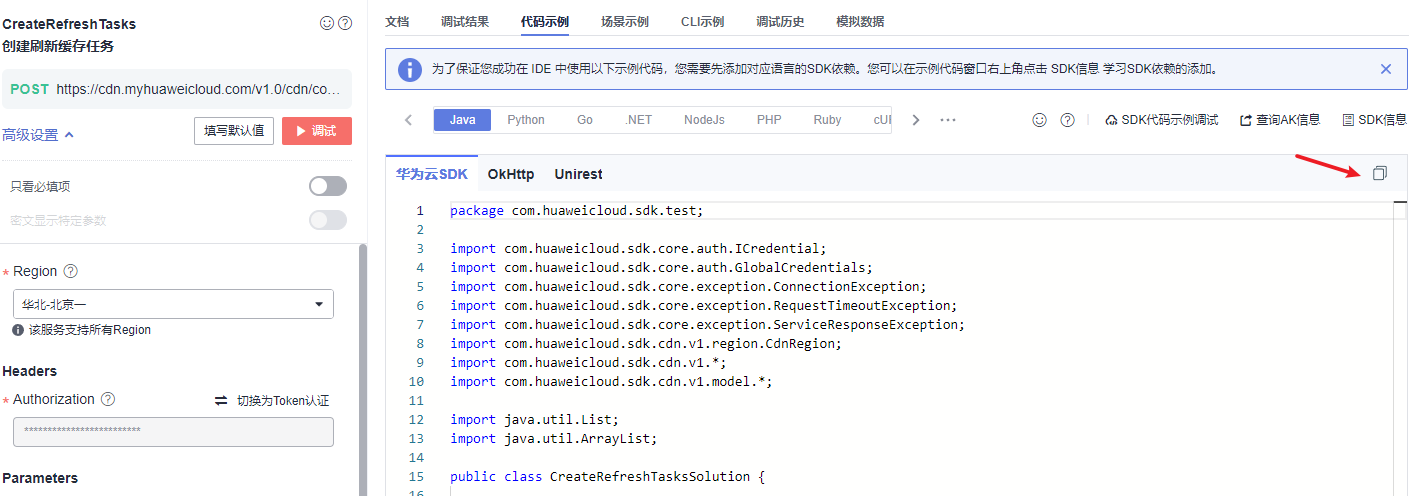 CreateRefreshTasks
创建刷新缓存任务
POST https://cdn.myhuaweicloud.com/v1.0/cdn/co...
高级设置
填写默认值
调试
只看必填项
密文显示特定参数
* Region
华北-北京一
该服务支持所有Region
Headers
* Authorization
切换为Token认证
*************************
Parameters
文档 调试结果 代码示例 场景示例 CLI示例 调试历史 模拟数据
为了保证您成功在 IDE 中使用以下示例代码，您需要先添加对应语言的SDK依赖。您可以在示例代码窗口右上角点击 SDK信息 学习SDK依赖的添加。
Java Python Go .NET NodeJs PHP Ruby cUI
SDK代码示例调试 查询AK信息 SDK信息
华为云SDK OkHttp Unirest
1 package com.huaweicloud.sdk.test;
2
3 import com.huaweicloud.sdk.core.auth.ICredential;
4 import com.huaweicloud.sdk.core.auth.GlobalCredentials;
5 import com.huaweicloud.sdk.core.exception.ConnectionException;
6 import com.huaweicloud.sdk.core.exception.RequestTimeoutException;
7 import com.huaweicloud.sdk.core.exception.ServiceResponseException;
8 import com.huaweicloud.sdk.cdn.v1.region.CdnRegion;
9 import com.huaweicloud.sdk.cdn.v1.*;
10 import com.huaweicloud.sdk.cdn.v1.model.*;
11
12 import java.util.List;
13 import java.util.ArrayList;
14
15 public class CreateRefreshTasksSolution {
16